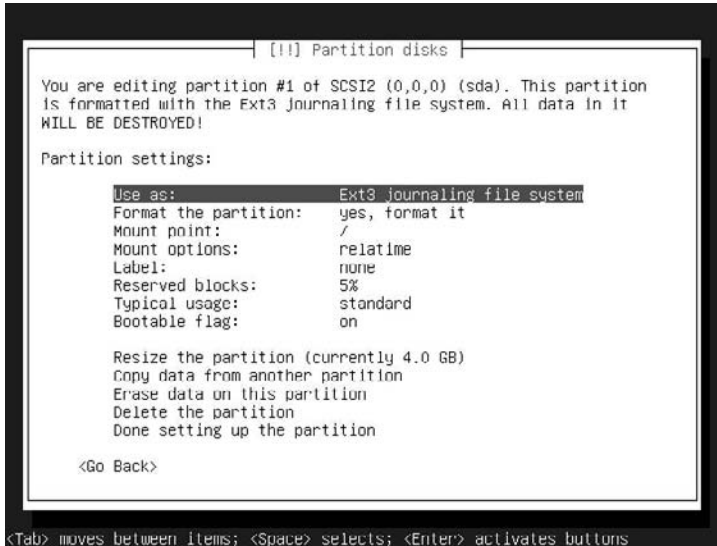 [!!] Partition disks
You are editing partition #1 of SCSI2 (0,0,0) (sda). This partition
is formatted with the Ext3 journaling file system. All data in it
WILL BE DESTROYED!
Partition settings:
Use as: Ext3 journaling file system
Format the partition: yes, format it
Mount point: /
Mount options: relatime
Label: none
Reserved blocks: 5%
Typical usage: standard
Bootable flag: on
Resize the partition (currently 4.0 GB)
Copy data from another partition
Erase data on this partition
Delete the partition
Done setting up the partition
<Go Back>
<Tab> moves between items; <Space> selects; <Enter> activates buttons